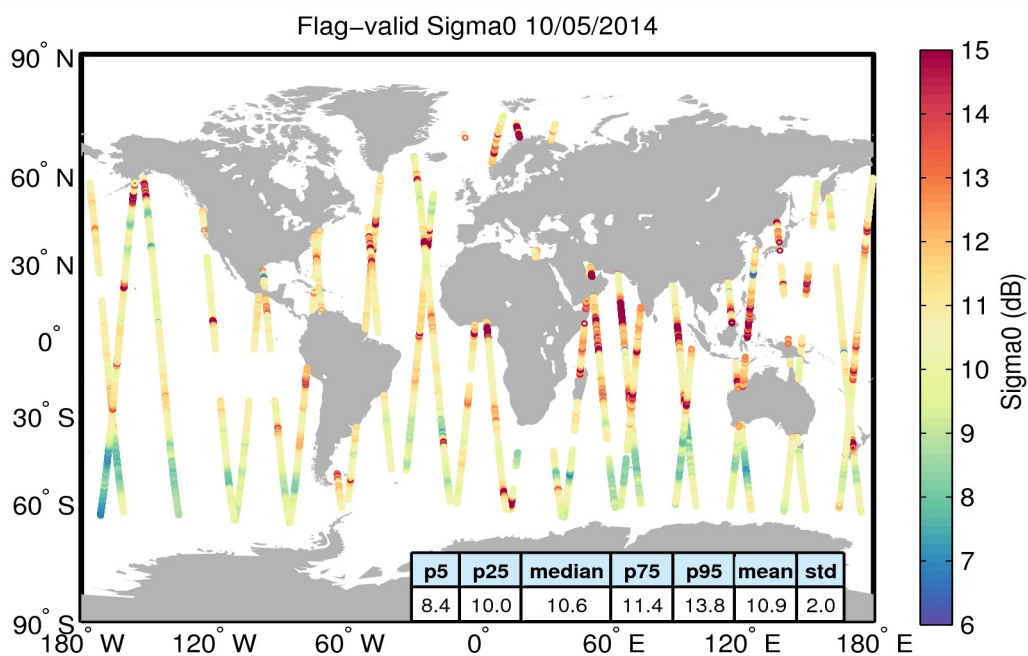 Flag−valid Sigma0 10/05/2014
90° N
60° N
30° N
0°
30° S
60° S
90° S
180° W
120° W
60° W
0°
60° E
120° E
180° E
p5 p25 median p75 p95 mean std
8.4 10.0 10.6 11.4 13.8 10.9 2.0
15
14
13
12
11
10
9
8
7
6
Sigma0 (dB)